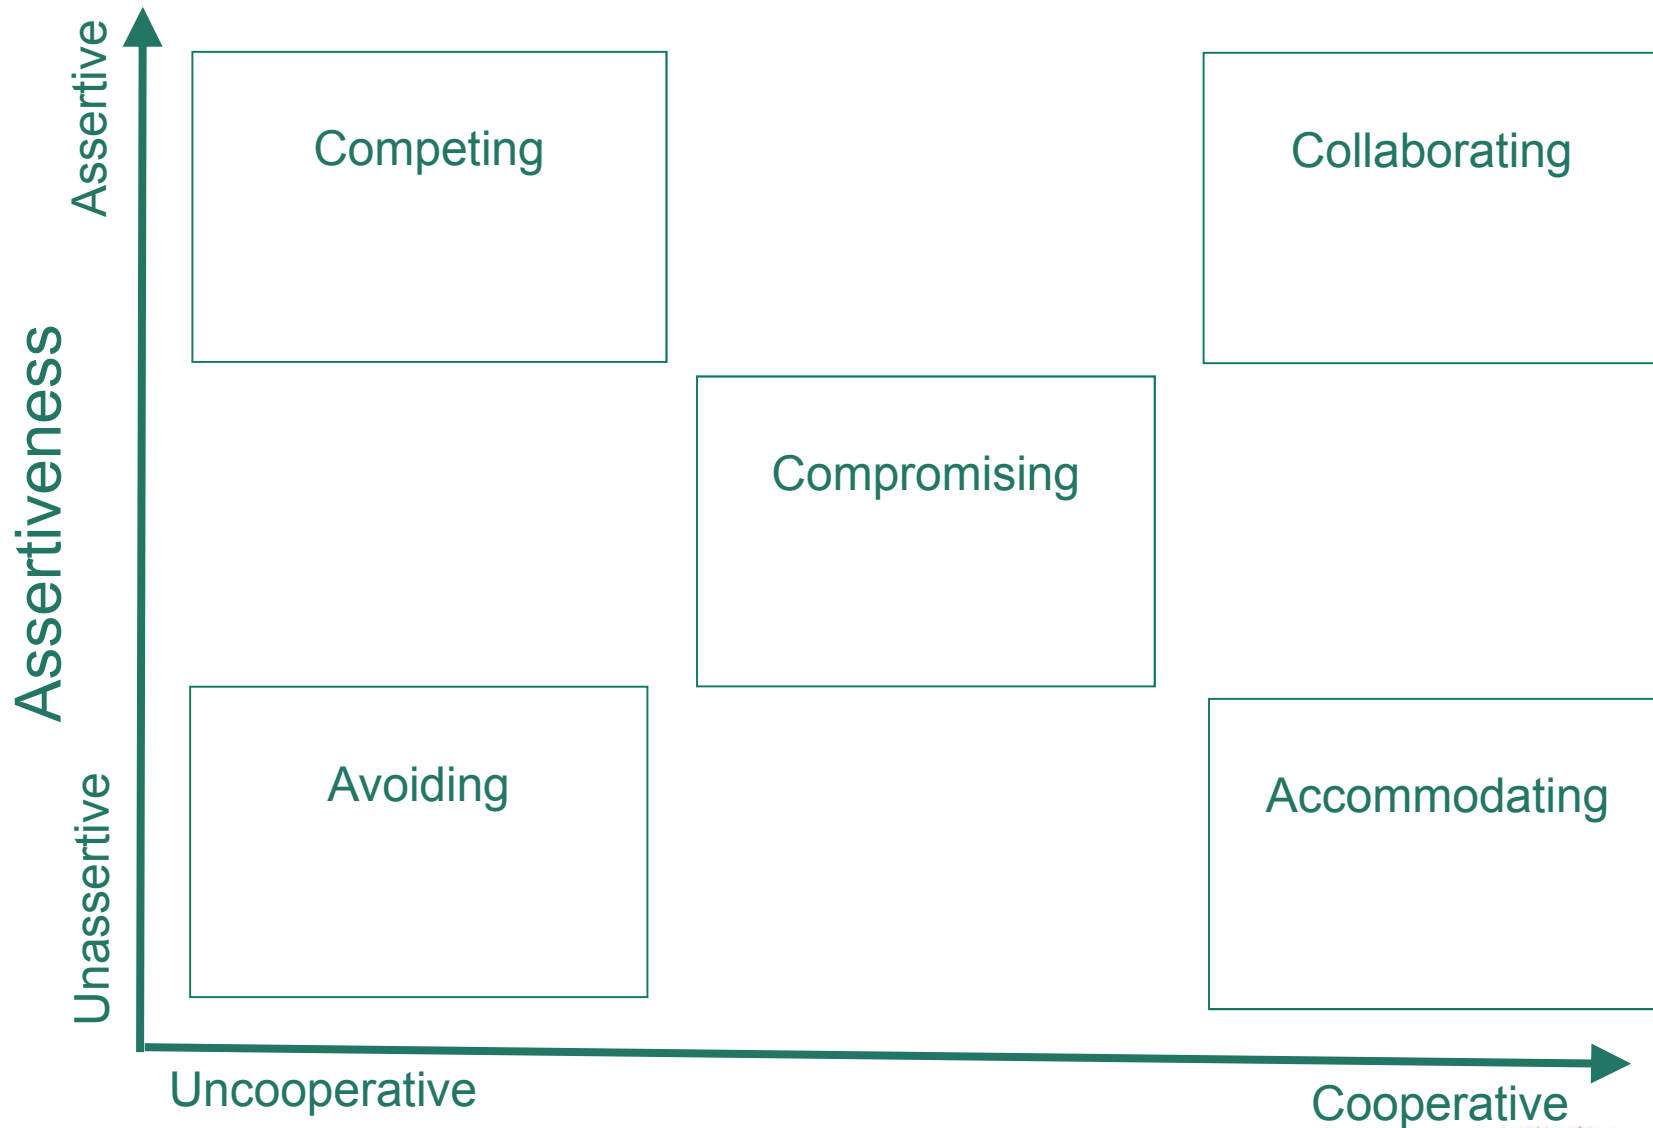 Assertive
Competing
Collaborating
Assertiveness
Compromising
Avoiding
Accommodating
Unassertive
Uncooperative
Cooperative